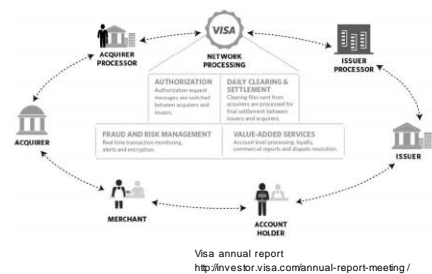 VISA
NETWORK
PROCESSING
ACQUIRER
PROCESSOR
ISSUER
PROCESSOR
AUTHORIZATION
Authorization request
messages are switched
between acquirers and
issuers.
DAILY CLEARING &
SETTLEMENT
Clearing files sent from
acquirers are processed for
final settlement between
issuers and acquirers.
ACQUIRER
FRAUD AND RISK MANAGEMENT
Real time transaction monitoring,
alerts and encryption.
VALUE-ADDED SERVICES
Account level processing, loyalty,
commercial reports and dispute resolution.
ISSUER
MERCHANT
ACCOUNT
HOLDER
Visa annual report
http://investor.visa.com/annual-report-meeting/